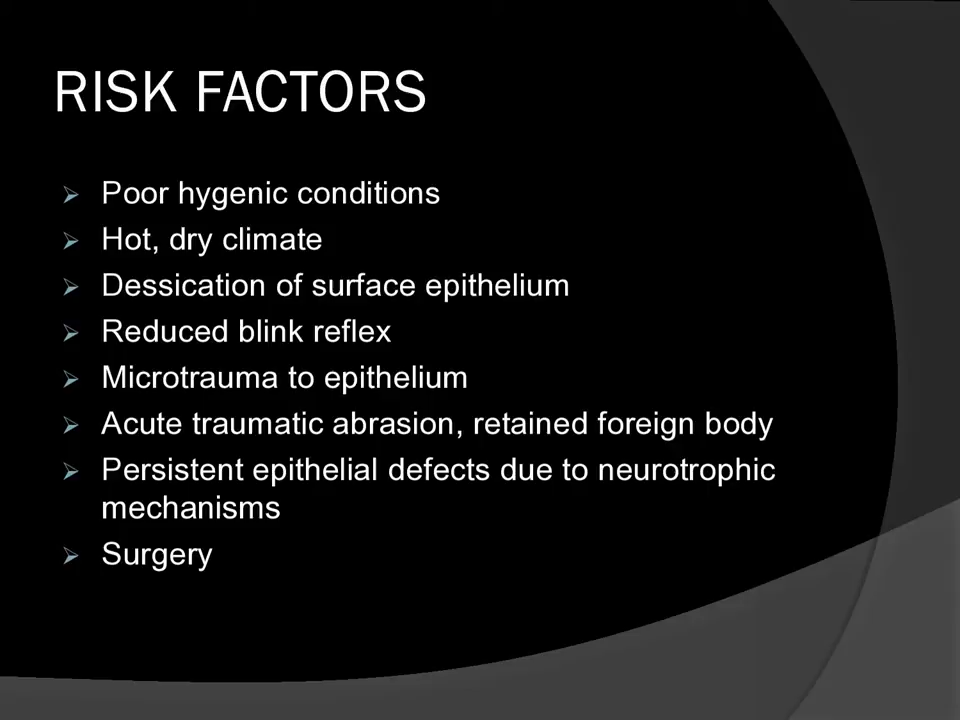 RISK FACTORS
Poor hygenic conditions
Hot, dry climate
Dessication of surface epithelium
Reduced blink reflex
Microtrauma to epithelium
Acute traumatic abrasion, retained foreign body
Persistent epithelial defects due to neurotrophic
mechanisms
Surgery